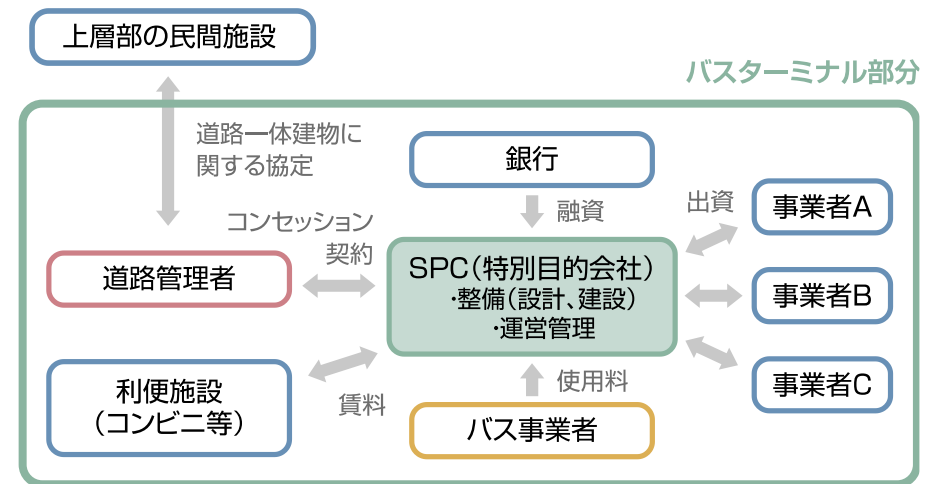 上層部の民間施設
バスターミナル部分
道路一体建物に
関する協定
銀行
融資
出資
事業者A
コンセッション
契約
道路管理者
SPC（特別目的会社）
・整備（設計、建設）
・運営管理
事業者B
利便施設
（コンビニ等）
賃料
使用料
バス事業者
事業者C